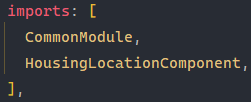 imports: [
CommonModule,
HousingLocationComponent,
],